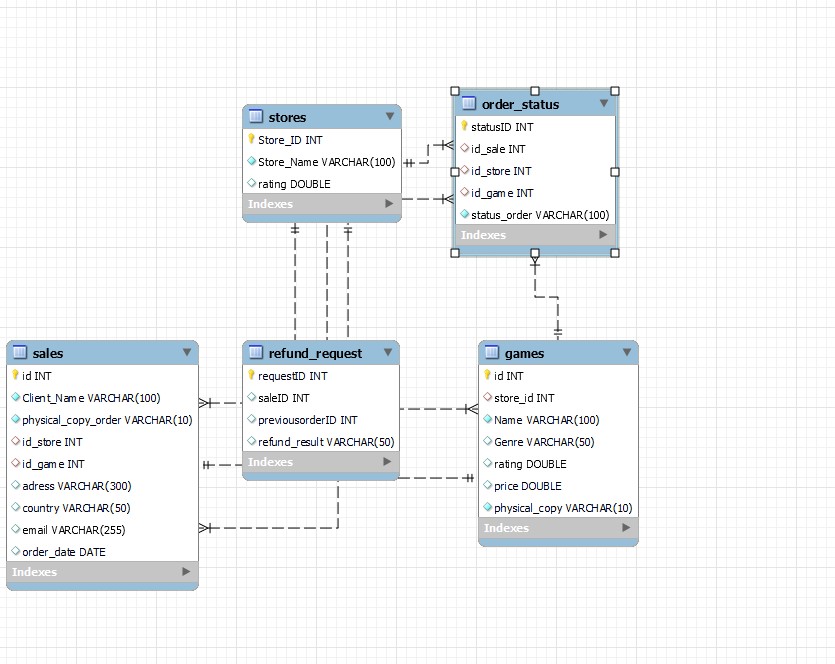 stores
Store_ID INT
Store_Name VARCHAR(100)
rating DOUBLE
Indexes
order_status
statusID INT
id_sale INT
id_store INT
id_game INT
status_order VARCHAR(100)
Indexes
sales
id INT
Client_Name VARCHAR(100)
physical_copy_order VARCHAR(10)
id_store INT
id_game INT
adress VARCHAR(300)
country VARCHAR(50)
email VARCHAR(255)
order_date DATE
Indexes
refund_request
requestID INT
saleID INT
previousorderID INT
refund_result VARCHAR(50)
Indexes
games
id INT
store_id INT
Name VARCHAR(100)
Genre VARCHAR(50)
rating DOUBLE
price DOUBLE
physical_copy VARCHAR(10)
Indexes